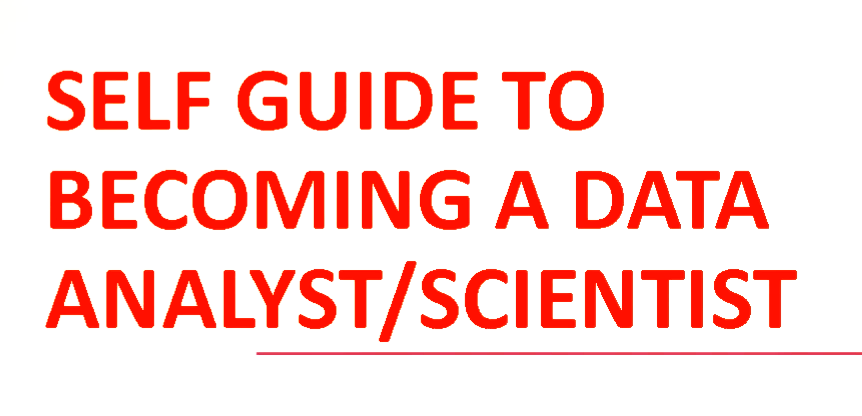 SELF GUIDE TO
BECOMING A DATA
ANALYST/SCIENTIST